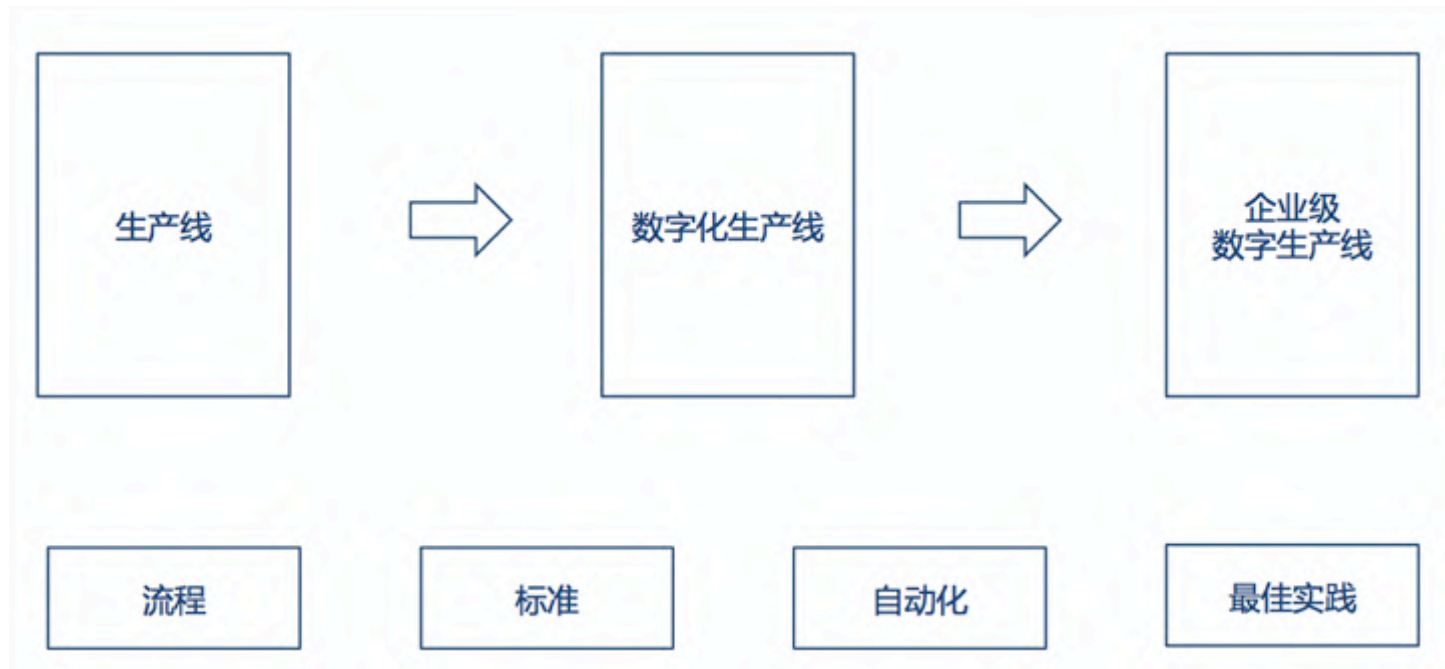 生产线
数字化生产线
企业级
数字生产线
流程
标准
自动化
最佳实践